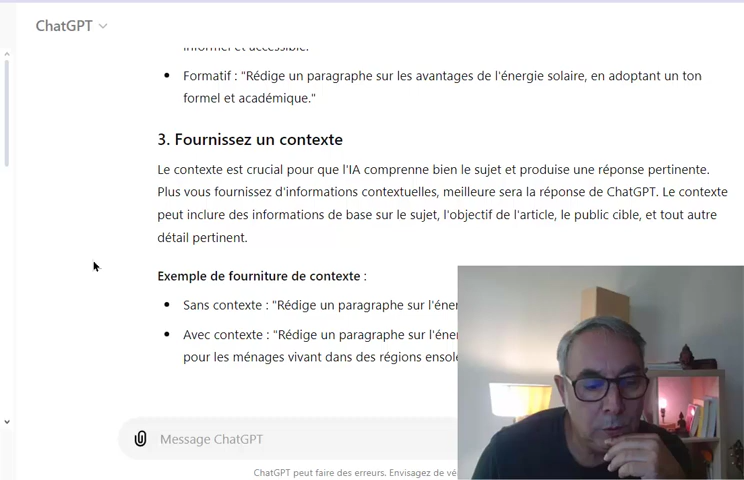 ChatGPT
informel et accessible."
Formatif : "Rédige un paragraphe sur les avantages de l'énergie solaire, en adoptant un ton
formel et académique."
3. Fournissez un contexte
Le contexte est crucial pour que l'IA comprenne bien le sujet et produise une réponse pertinente.
Plus vous fournissez d'informations contextuelles, meilleure sera la réponse de ChatGPT. Le contexte
peut inclure des informations de base sur le sujet, l'objectif de l'article, le public cible, et tout autre
détail pertinent.
Exemple de fourniture de contexte :
Sans contexte : "Rédige un paragraphe sur
Avec contexte : "Rédige un paragraphe sur
pour les ménages vivant dans des régions
Message ChatGPT
ChatGPT peut faire des erreurs. Envisagez de